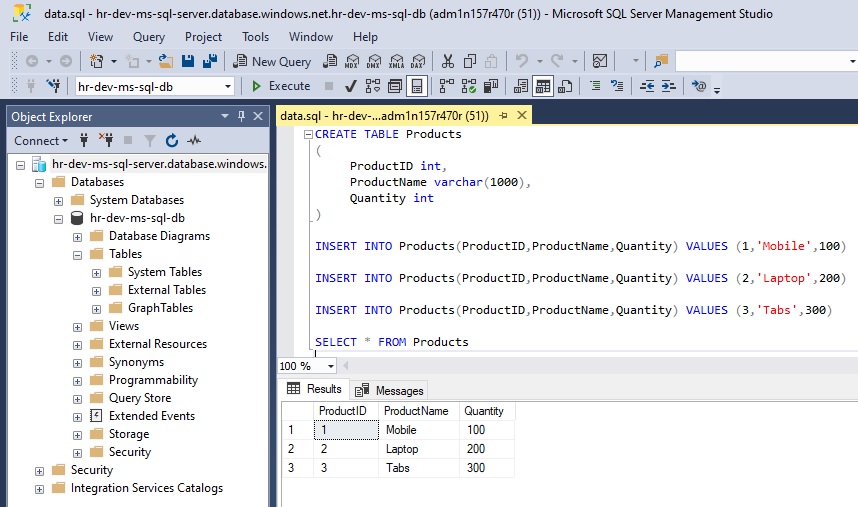 data.sql - hr-dev-ms-sql-server.database.windows.net.hr-dev-ms-sql-db (adm1n157r470r (51)) - Microsoft SQL Server Management Studio
File Edit View Query Project Tools Window Help
New Query MDX DMX XMLA DAX
hr-dev-ms-sql-db Execute
Object Explorer
Connect
hr-dev-ms-sql-server.database.windows.
Databases
System Databases
hr-dev-ms-sql-db
Database Diagrams
Tables
System Tables
External Tables
GraphTables
Views
External Resources
Synonyms
Programmability
Query Store
Extended Events
Storage
Security
Security
Integration Services Catalogs
data.sql - hr-dev-...adm1n157r470r (51))
CREATE TABLE Products
(
ProductID int,
ProductName varchar(1000),
Quantity int
)
INSERT INTO Products(ProductID,ProductName,Quantity) VALUES (1,'Mobile',100)
INSERT INTO Products(ProductID,ProductName,Quantity) VALUES (2,'Laptop',200)
INSERT INTO Products(ProductID,ProductName,Quantity) VALUES (3,'Tabs',300)
SELECT * FROM Products
100 %
Results Messages
ProductID ProductName Quantity
1 1 Mobile 100
2 2 Laptop 200
3 3 Tabs 300